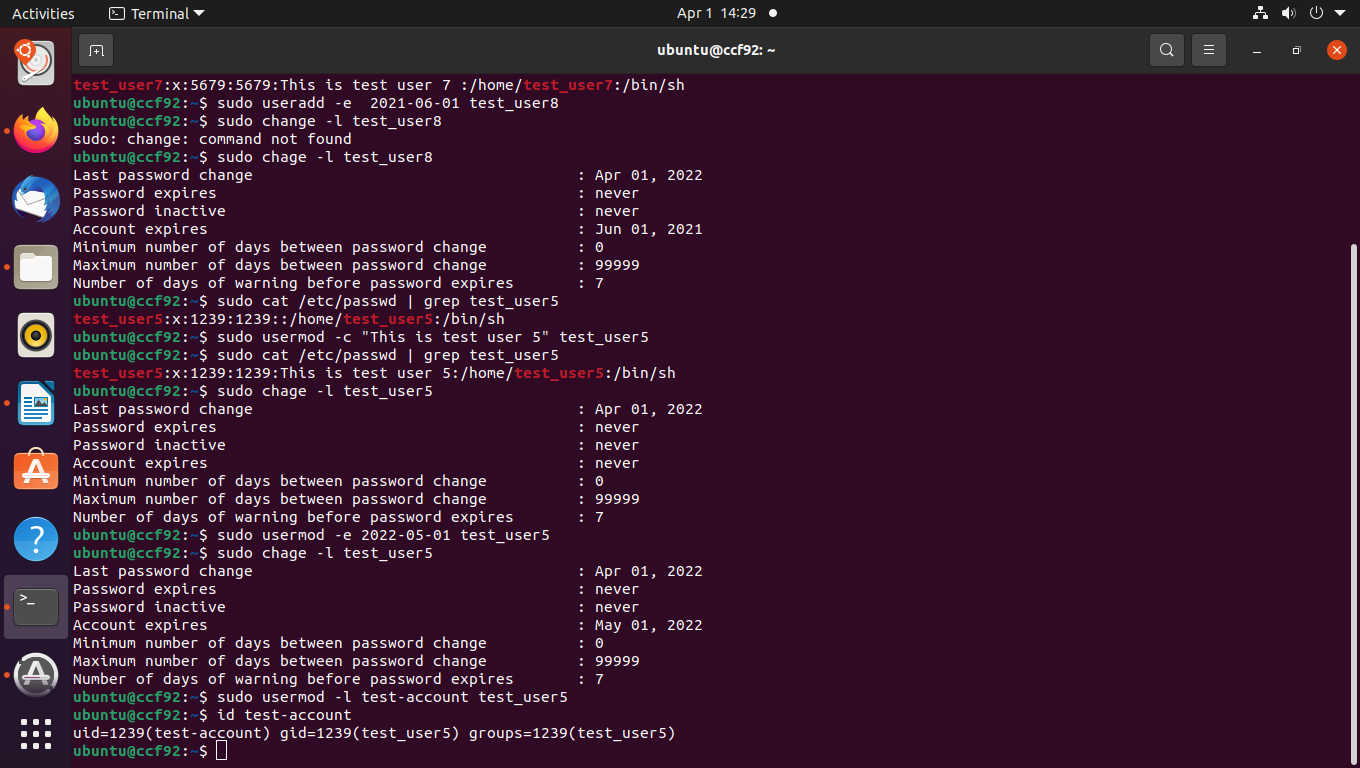 Activities Terminal Apr 1 14:29
ubuntu@ccf92: ~
test_user7:x:5679:5679:This is test user 7 :/home/test_user7:/bin/sh
ubuntu@ccf92:~$ sudo useradd -e  2021-06-01 test_user8
ubuntu@ccf92:~$ sudo change -l test_user8
sudo: change: command not found
ubuntu@ccf92:~$ sudo chage -l test_user8
Last password change : Apr 01, 2022
Password expires : never
Password inactive : never
Account expires : Jun 01, 2021
Minimum number of days between password change : 0
Maximum number of days between password change : 99999
Number of days of warning before password expires : 7
ubuntu@ccf92:~$ sudo cat /etc/passwd | grep test_user5
test_user5:x:1239:1239::/home/test_user5:/bin/sh
ubuntu@ccf92:~$ sudo usermod -c "This is test user 5" test_user5
ubuntu@ccf92:~$ sudo cat /etc/passwd | grep test_user5
test_user5:x:1239:1239:This is test user 5:/home/test_user5:/bin/sh
ubuntu@ccf92:~$ sudo chage -l test_user5
Last password change : Apr 01, 2022
Password expires : never
Password inactive : never
Account expires : never
Minimum number of days between password change : 0
Maximum number of days between password change : 99999
Number of days of warning before password expires : 7
ubuntu@ccf92:~$ sudo usermod -e 2022-05-01 test_user5
ubuntu@ccf92:~$ sudo chage -l test_user5
Last password change : Apr 01, 2022
Password expires : never
Password inactive : never
Account expires : May 01, 2022
Minimum number of days between password change : 0
Maximum number of days between password change : 99999
Number of days of warning before password expires : 7
ubuntu@ccf92:~$ sudo usermod -l test-account test_user5
ubuntu@ccf92:~$ id test-account
uid=1239(test-account) gid=1239(test_user5) groups=1239(test_user5)
ubuntu@ccf92:~$